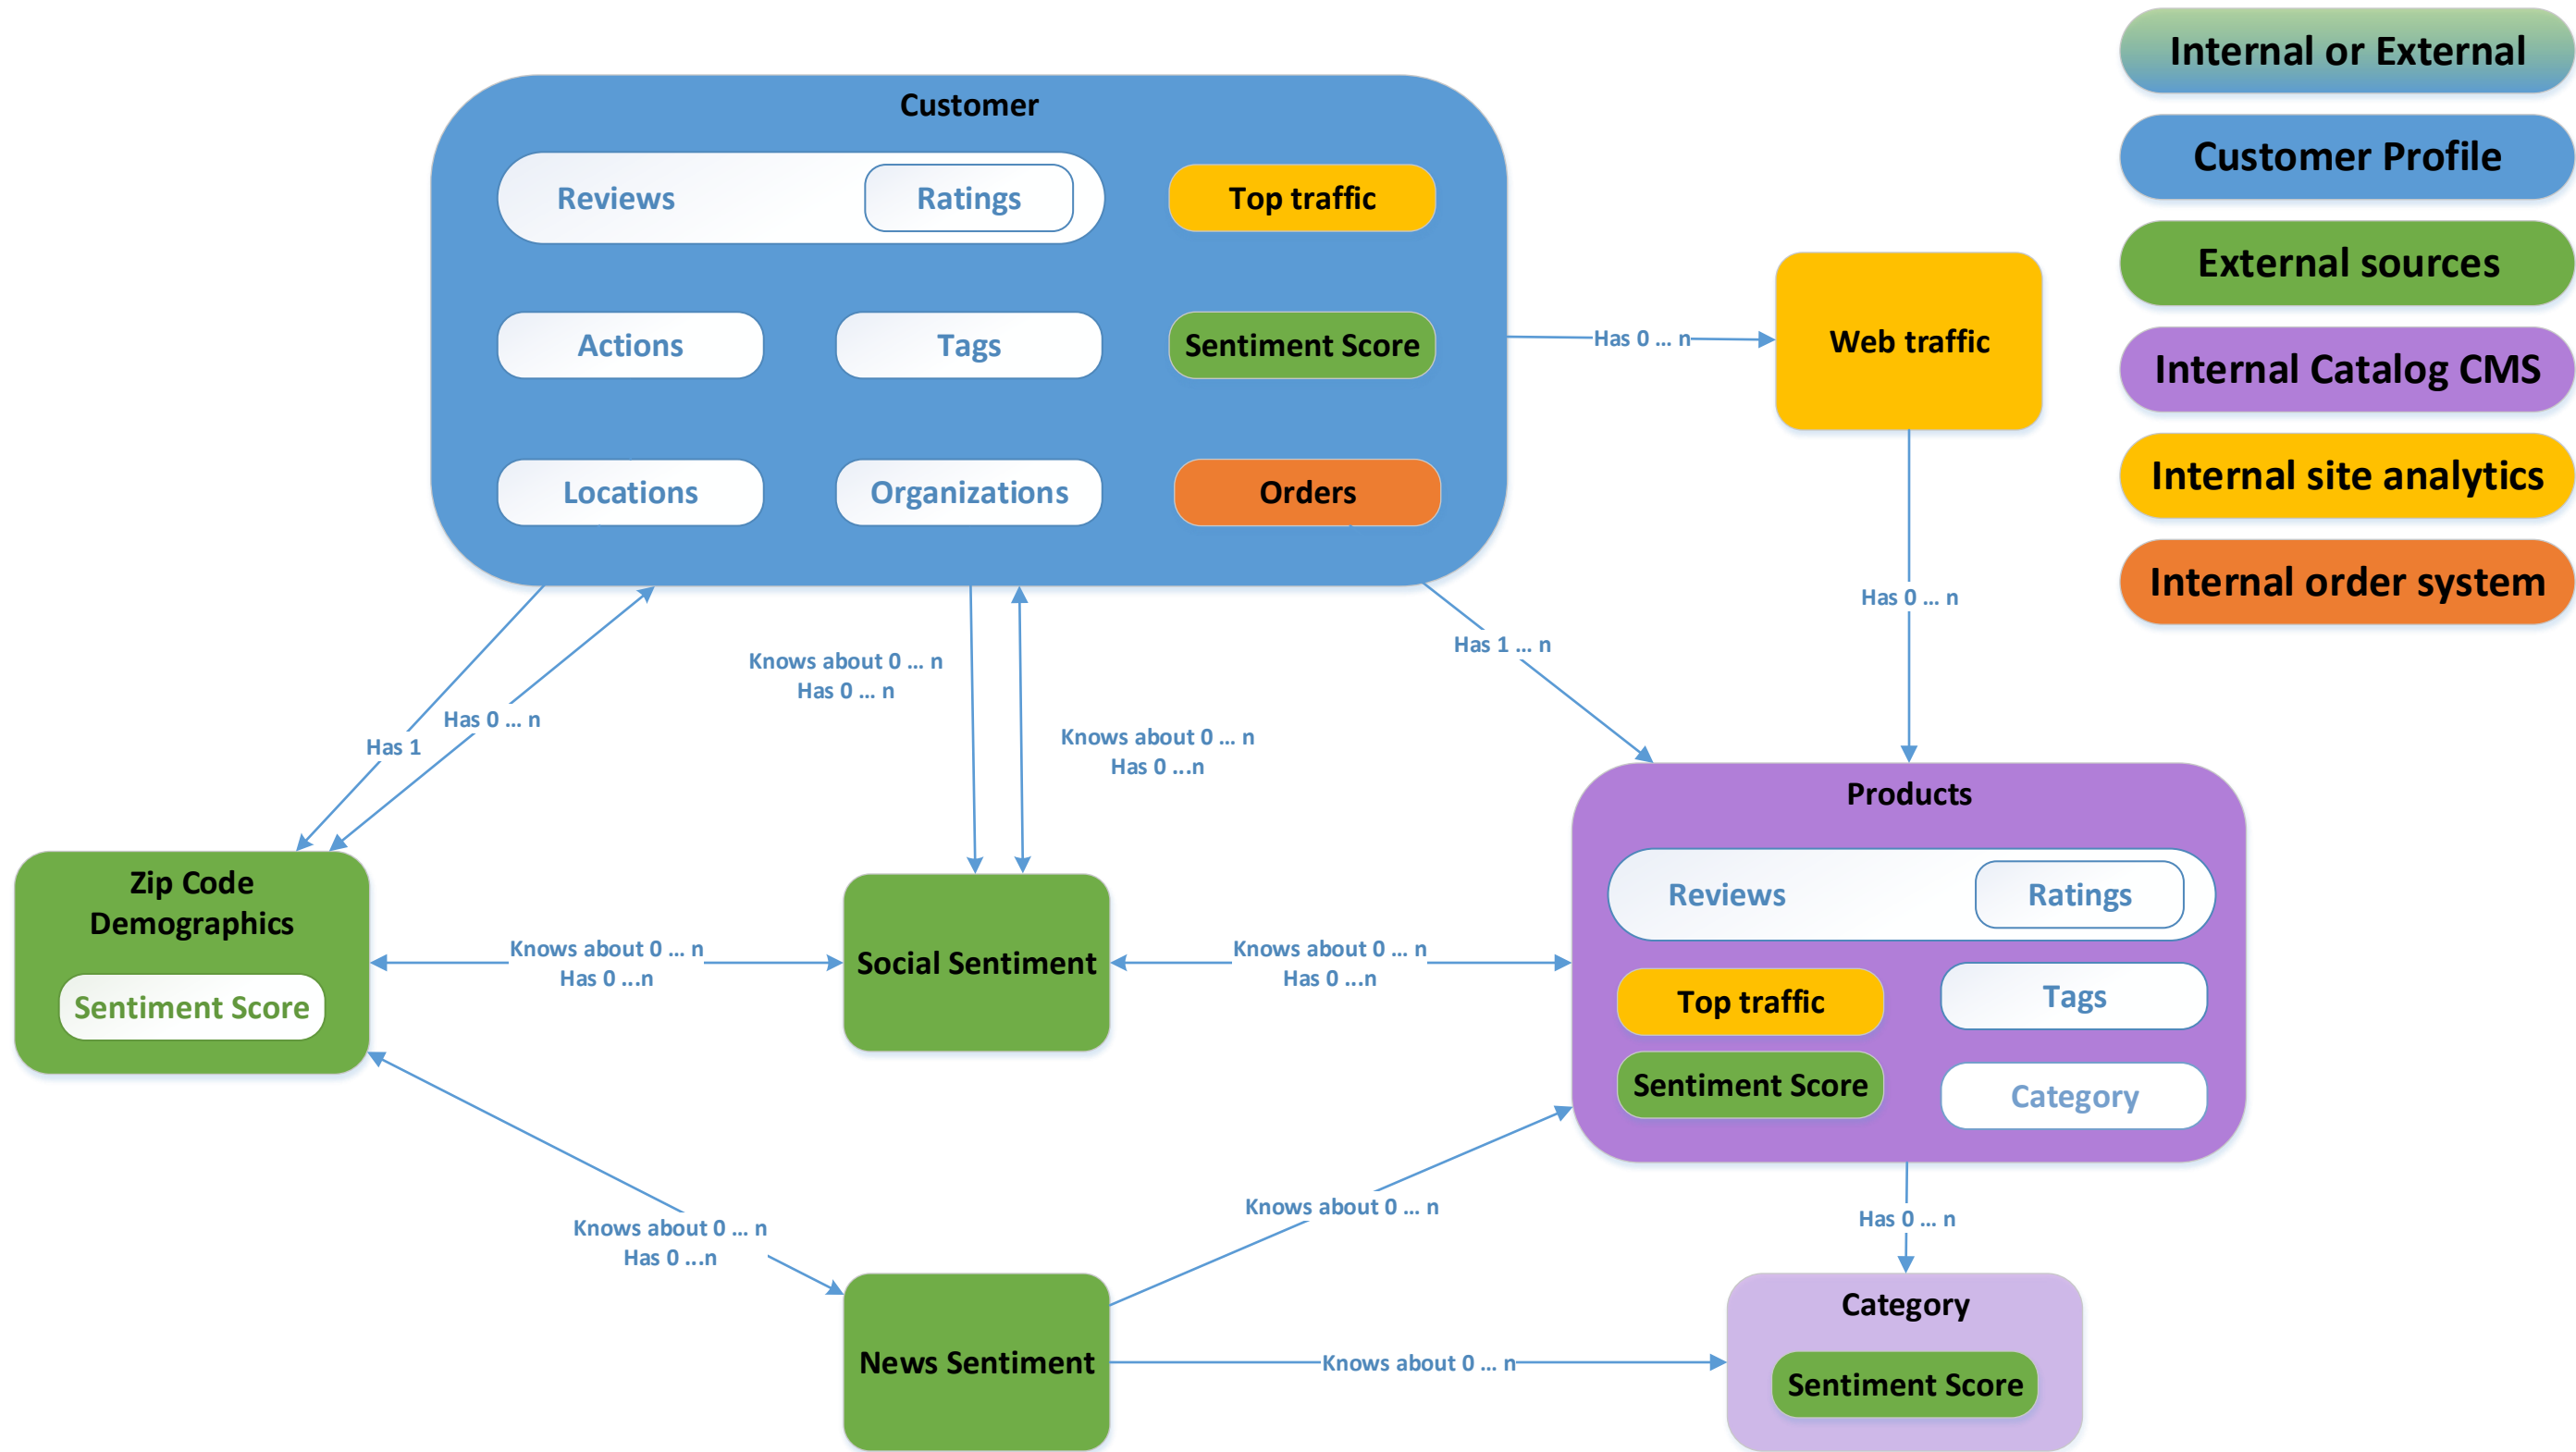 Internal or External
Customer Profile
External sources
Internal Catalog CMS
Internal site analytics
Internal order system
Customer
Reviews
Ratings
Top traffic
Actions
Tags
Sentiment Score
Locations
Organizations
Orders
Has 0 ... n
Web traffic
Has 0 ... n
Has 1 ... n
Knows about 0 ... n
Has 0 ... n
Knows about 0 ... n
Has 0 ...n
Has 0 ... n
Has 1
Zip Code
Demographics
Sentiment Score
Knows about 0 ... n
Has 0 ...n
Social Sentiment
Knows about 0 ... n
Has 0 ...n
Products
Reviews
Ratings
Top traffic
Tags
Sentiment Score
Category
Knows about 0 ... n
Has 0 ...n
Knows about 0 ... n
Has 0 ... n
News Sentiment
Knows about 0 ... n
Category
Sentiment Score